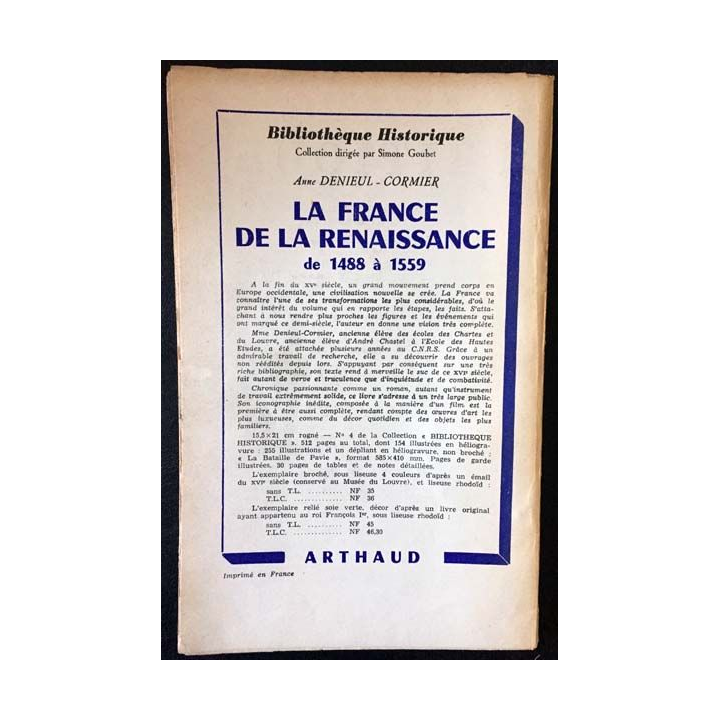 Bibliothèque Historique
Collection dirigée par Simone Goubet
Anne DENIEUL - CORMIER
LA FRANCE
DE LA RENAISSANCE
de 1488 à 1559
A la fin du XVᵉ siècle, un grand mouvement prend corps en
Europe occidentale, une civilisation nouvelle se crée. La France va
connaître l'une de ses transformations les plus considérables, d'où le
grand intérêt du volume qui en rapporte les étapes, les faits. S'atta-
chant à nous rendre plus proches les figures et les événements qui
ont marqué ce demi-siècle, l'auteur en donne une vision très complète.
Mme Denieul-Cormier, ancienne élève des écoles des Chartes et
du Louvre, ancienne élève d'André Chastel à l'Ecole des Hautes
Etudes, a été attachée plusieurs années au C.N.R.S. Grâce à un
admirable travail de recherche, elle a su découvrir des ouvrages
non réédités depuis lors. S'appuyant par conséquent sur une très
riche bibliographie, son texte rend à merveille le suc de ce XVIᵉ siècle,
fait autant de verve et truculence que d'inquiétude et de combativité.
Chronique passionnante comme un roman, autant qu'instrument
de travail extrêmement solide, ce livre s'adresse à un très large public.
Son iconographie inédite, composée à la manière d'un film est la
première à être aussi complète, rendant compte des œuvres d'art les
plus luxueuses, comme du décor quotidien et des objets les plus
familiers.
15,5×21 cm rogné — N° 4 de la Collection « BIBLIOTHEQUE
HISTORIQUE ». 512 pages au total, dont 154 illustrées en héliogra-
vure : 255 illustrations et un dépliant en héliogravure, non broché :
« La Bataille de Pavie », format 585×410 mm. Pages de garde
illustrées. 30 pages de tables et de notes détaillées.
L'exemplaire broché, sous liseuse 4 couleurs d'après un émail
du XVIᵉ siècle (conservé au Musée du Louvre), et liseuse rhodoïd :
sans T.L. .......... NF 35
T.L.C. .............. NF 36
L'exemplaire relié soie verte, décor d'après un livre original
ayant appartenu au roi François Iᵉʳ, sous liseuse rhodoïd :
sans T.L. .......... NF 45
T.L.C. .............. NF 46,30
ARTHAUD
Imprimé en France